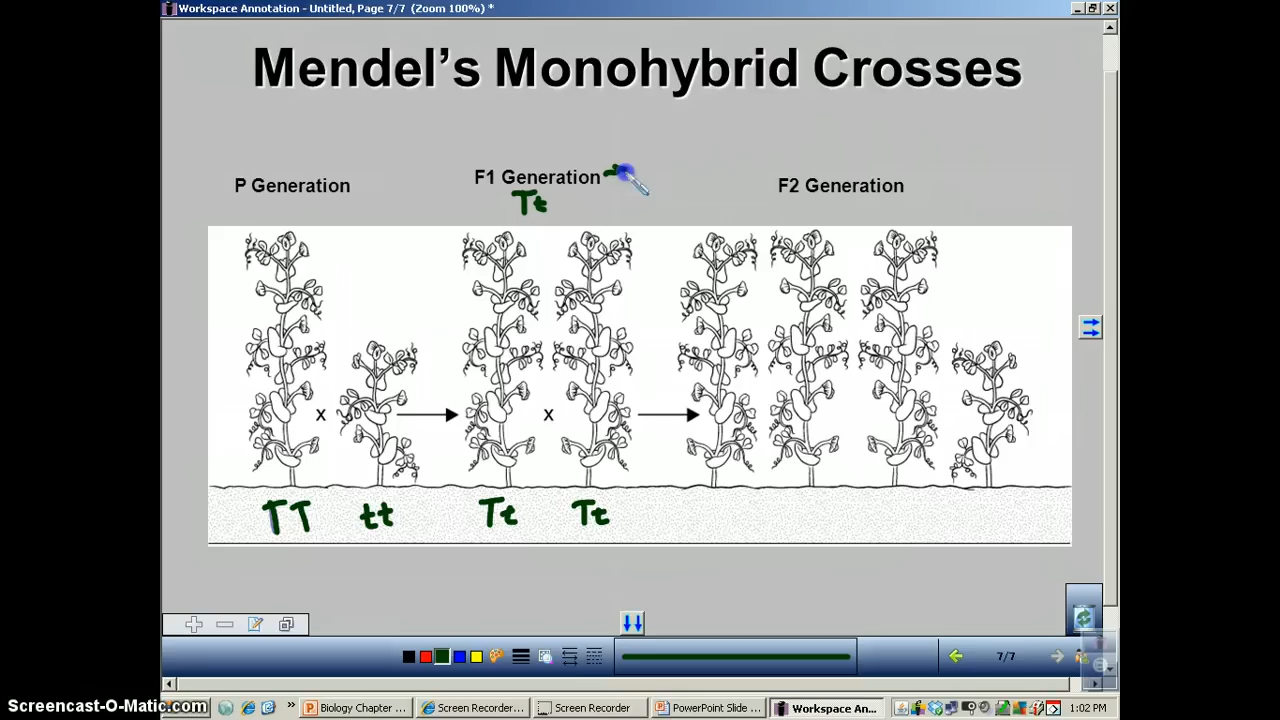 Workspace Annotation - Untitled, Page 7/7 (Zoom 100%) *
Mendel's Monohybrid Crosses
P Generation
F1 Generation
F2 Generation
Tt
x
x
TT
tt
Tt
Tt
7/7
Screencast-O-Matic.com
Biology Chapter ...
Screen Recorder...
Screen Recorder
PowerPoint Slide ...
Workspace An...
1:02 PM